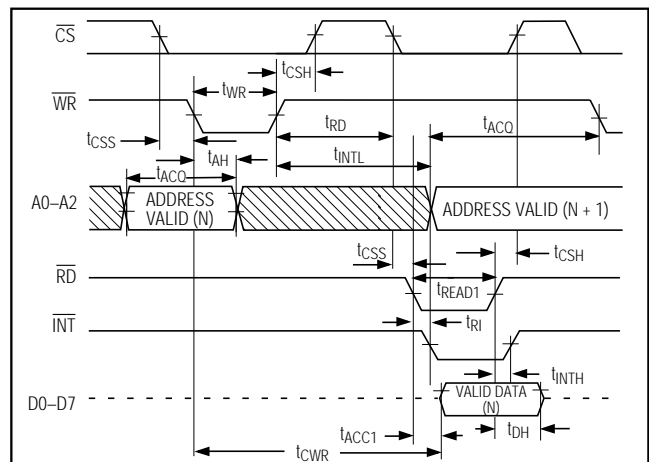 CS
tCSH
tWR
WR
tRD
tACQ
tCSS
tAH
tINTL
tACQ
A0–A2
ADDRESS
VALID (N)
ADDRESS VALID (N + 1)
tCSS
tCSH
RD
tREAD1
tRI
INT
tINTH
VALID DATA
(N)
D0–D7
tACC1
tDH
tCWR